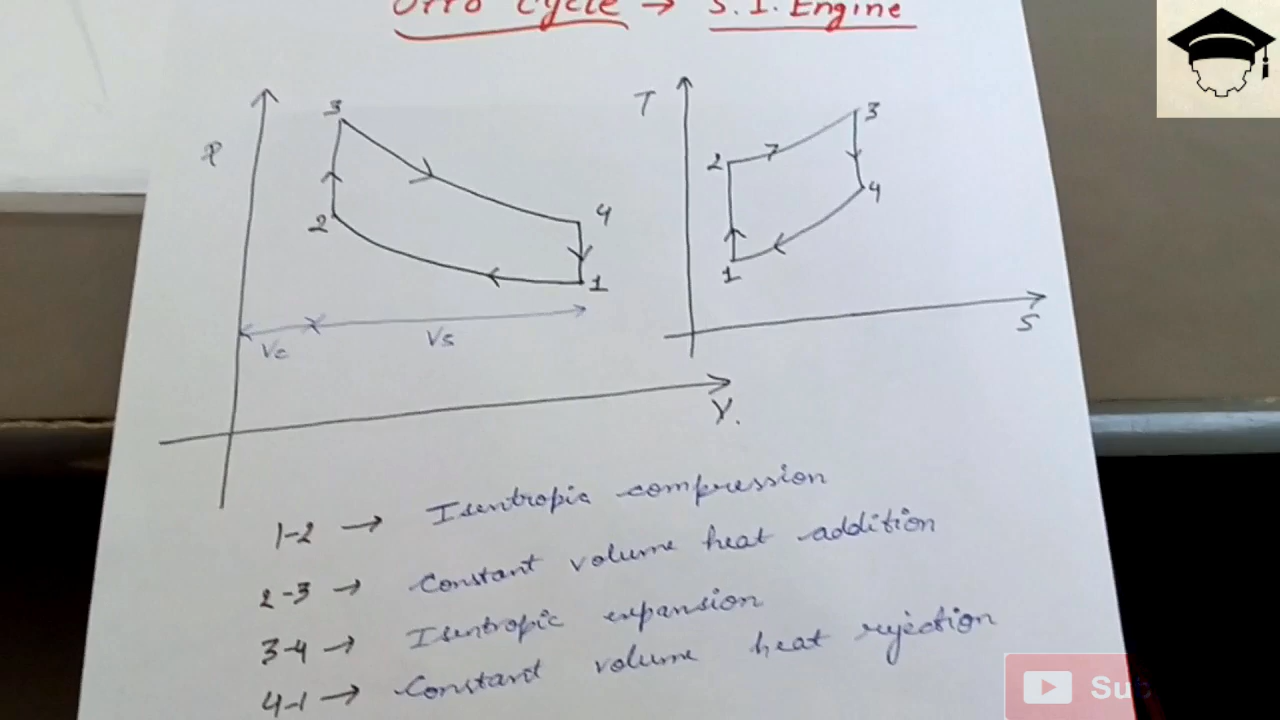 Otto Cycle → S.I. Engine
P
3
2
4
1
Vc
Vs
V.
T
2
3
4
1
S
1-2 → Isentropic compression
2-3 → Constant volume heat addition
3-4 → Isentropic expansion
4-1 → Constant volume heat rejection